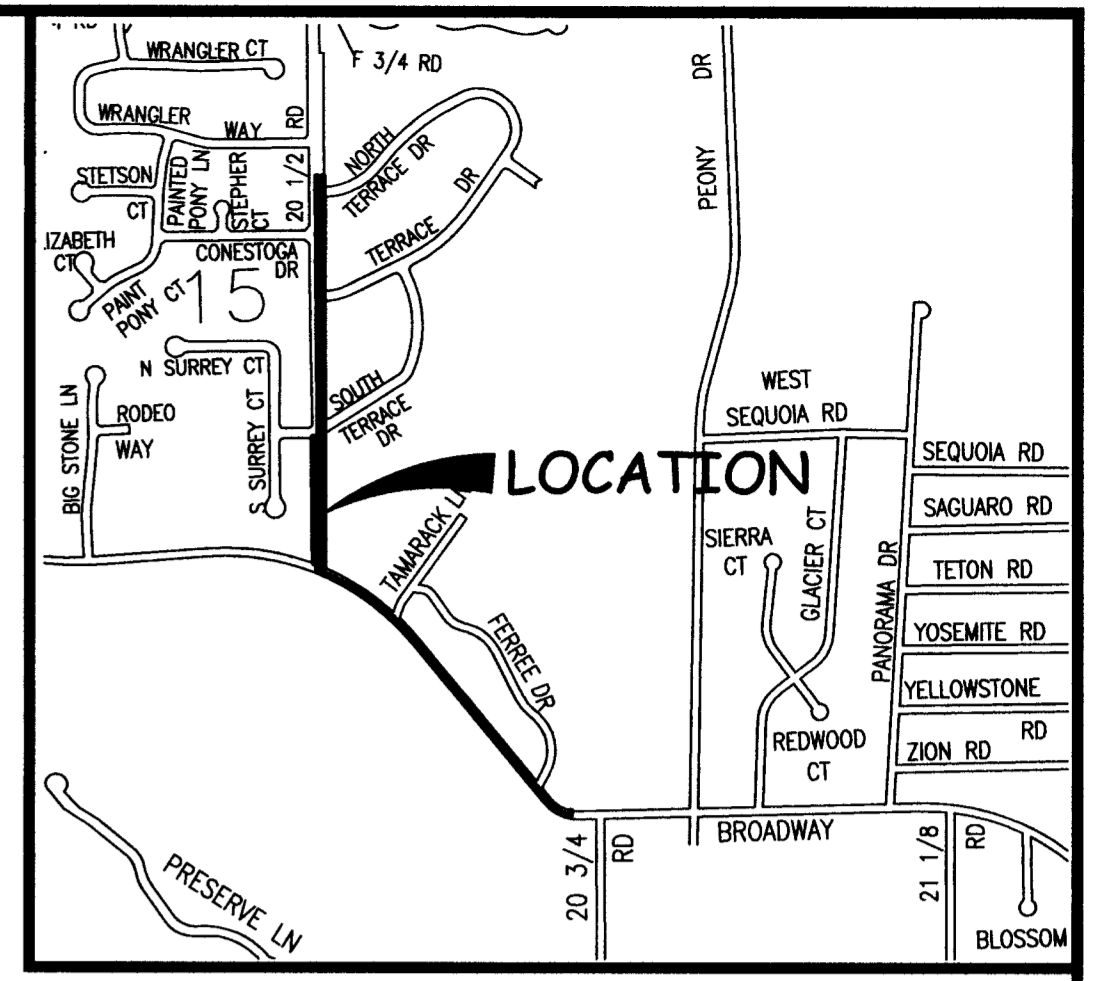 RD
WRANGLER CT
F 3/4 RD
WRANGLER
WAY
20 1/2 RD
NORTH
TERRACE DR
STETSON
CT
PAINTED
PONY LN
STEPHER
CT
TERRACE DR
PEONY DR
IZABETH
CT
CONESTOGA
DR
PAINT
PONY CT
15
N SURREY CT
S SURREY CT
BIG STONE LN
RODEO
WAY
SOUTH
TERRACE
DR
LOCATION
WEST
SEQUOIA RD
SEQUOIA RD
SAGUARO RD
TETON RD
YOSEMITE RD
YELLOWSTONE
RD
ZION RD
PANORAMA DR
SIERRA
CT
GLACIER CT
REDWOOD
CT
TAMARACK L
FERREE DR
BROADWAY
20 3/4
RD
21 1/8
RD
BLOSSOM
PRESERVE LN